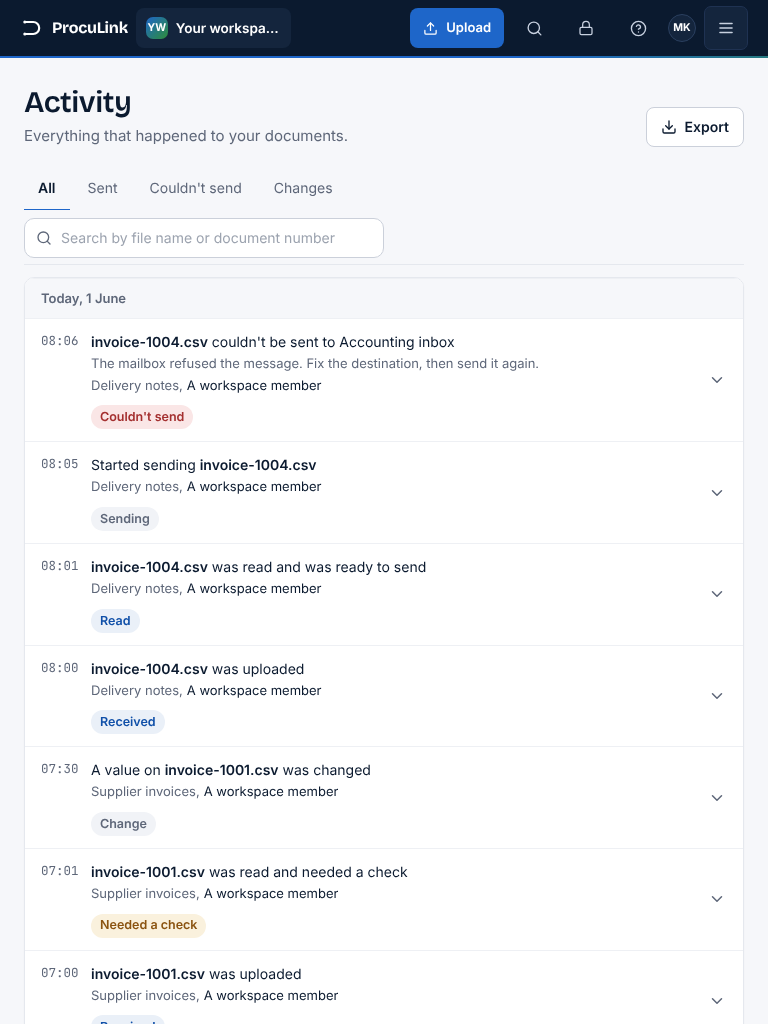 ProcuLink
YW
Your workspa...
Upload
MK
Activity
Everything that happened to your documents.
Export
All
Sent
Couldn't send
Changes
Search by file name or document number
Today, 1 June
08:06
invoice-1004.csv couldn't be sent to Accounting inbox
The mailbox refused the message. Fix the destination, then send it again.
Delivery notes, A workspace member
Couldn't send
08:05
Started sending invoice-1004.csv
Delivery notes, A workspace member
Sending
08:01
invoice-1004.csv was read and was ready to send
Delivery notes, A workspace member
Read
08:00
invoice-1004.csv was uploaded
Delivery notes, A workspace member
Received
07:30
A value on invoice-1001.csv was changed
Supplier invoices, A workspace member
Change
07:01
invoice-1001.csv was read and needed a check
Supplier invoices, A workspace member
Needed a check
07:00
invoice-1001.csv was uploaded
Supplier invoices, A workspace member